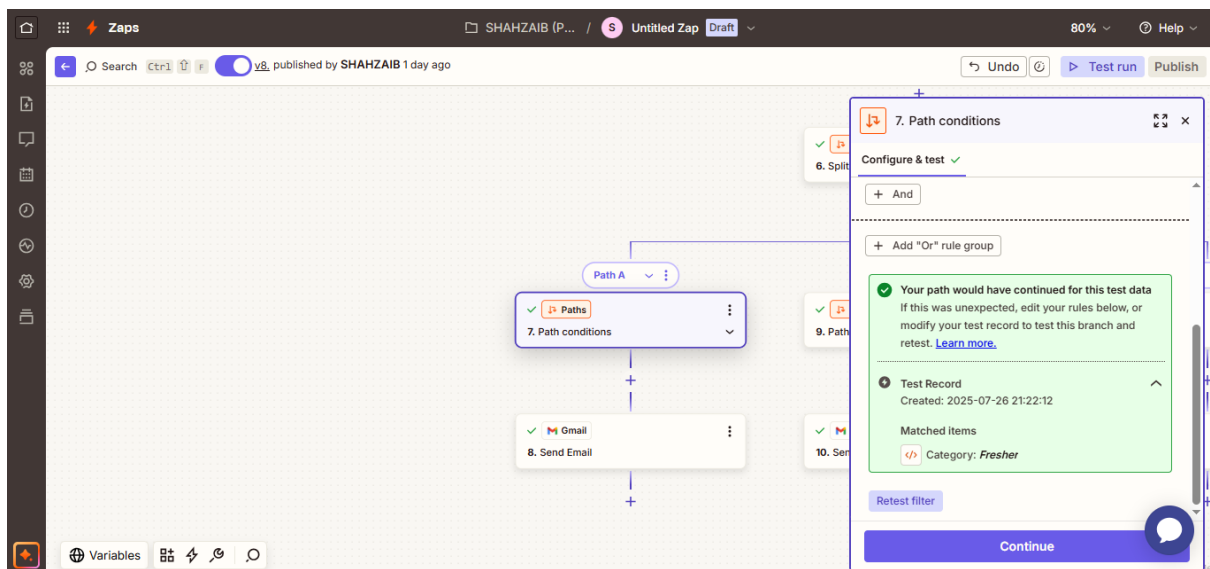 Zaps
SHAHZAIB (P... / S Untitled Zap Draft
80%
Help
Search Ctrl ⇧ F
v8. published by SHAHZAIB 1 day ago
Undo
Test run
Publish
7. Path conditions
Configure & test
+ And
+ Add "Or" rule group
Your path would have continued for this test data
If this was unexpected, edit your rules below, or
modify your test record to test this branch and
retest. Learn more.
Test Record
Created: 2025-07-26 21:22:12
Matched items
Category: Fresher
Retest filter
Continue
6. Split
Path A
Paths
7. Path conditions
9. Path
Gmail
8. Send Email
10. Sen
Variables